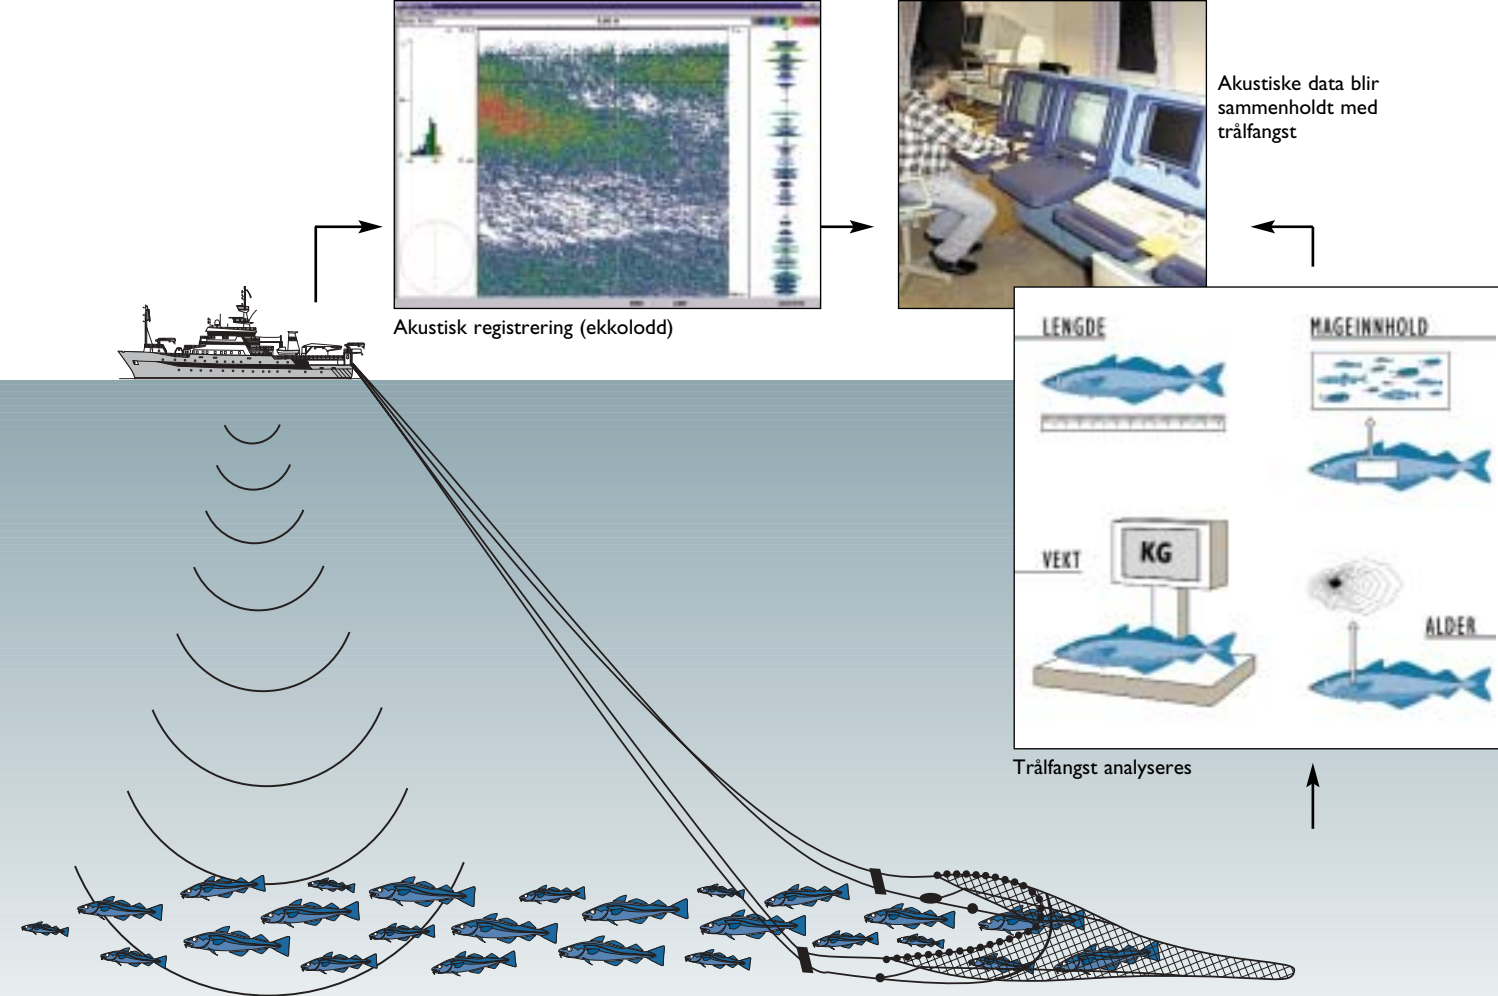 Akustiske data blir
sammenholdt med
trålfangst
Akustisk registrering (ekkolodd)
LENGDE
MAGEINNHOLD
VEKT
KG
ALDER
Trålfangst analyseres